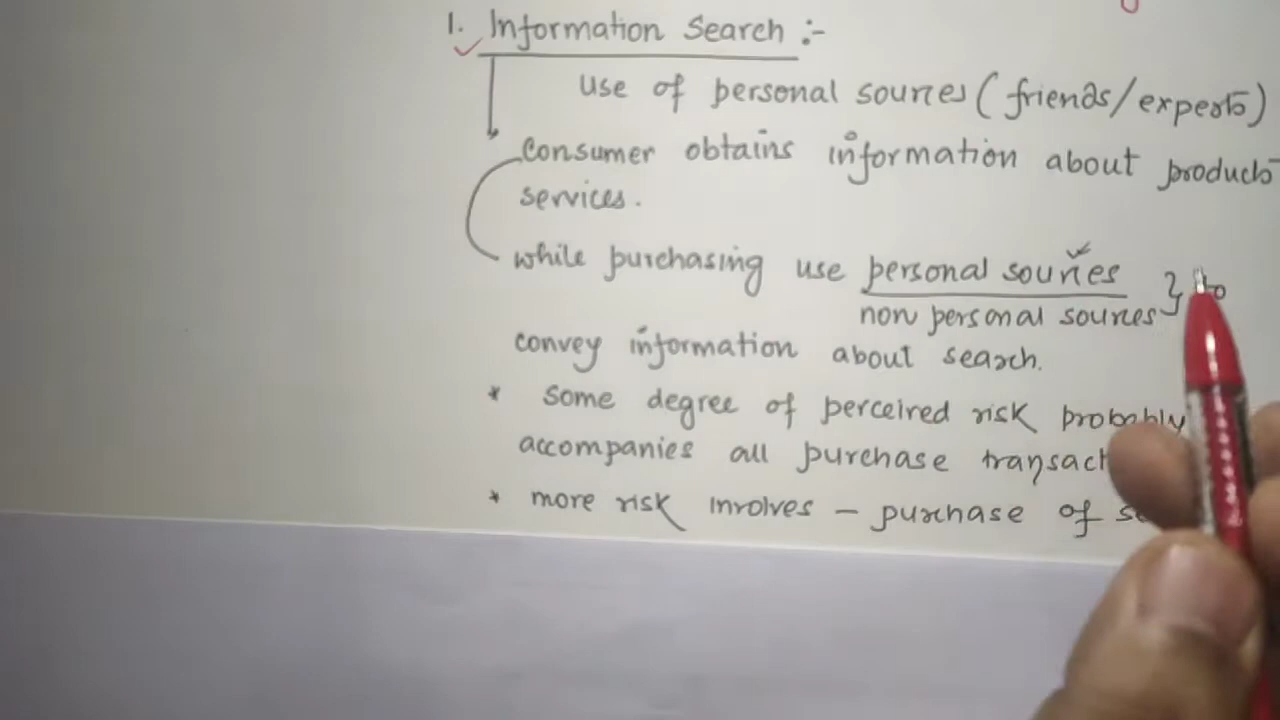 1. Information Search :-
use of personal sources (friends/experts)
consumer obtains information about products
services.
while purchasing use personal sources
non personal sources } to
convey information about search.
* some degree of perceived risk probably
accompanies all purchase
* more risk involves - purchase of